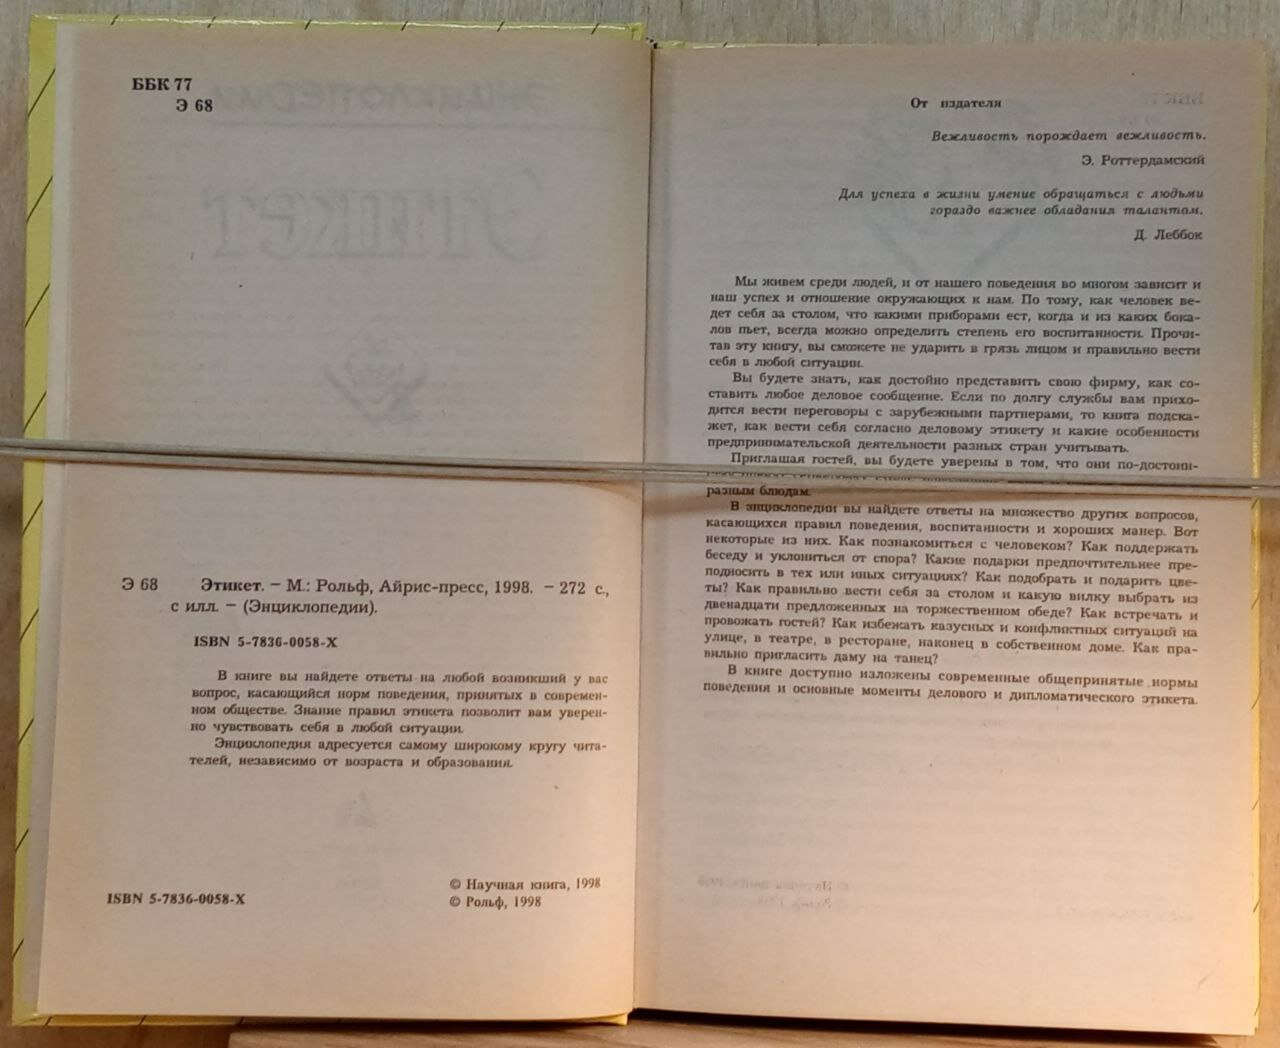 ББК 77
Э 68
Э 68 Этикет. — М.: Рольф, Айрис-пресс, 1998. — 272 с.,
с илл. — (Энциклопедии).
ISBN 5-7836-0058-X
В книге вы найдете ответы на любой возникший у вас
вопрос, касающийся норм поведения, принятых в современ-
ном обществе. Знание правил этикета позволит вам уверен-
но чувствовать себя в любой ситуации.
Энциклопедия адресуется самому широкому кругу чита-
телей, независимо от возраста и образования.
ISBN 5-7836-0058-X
© Научная книга, 1998
© Рольф, 1998
От издателя
Вежливость порождает вежливость.
Э. Роттердамский
Для успеха в жизни умение обращаться с людьми
гораздо важнее обладания талантом.
Д. Леббок
Мы живем среди людей, и от нашего поведения во многом зависит и
наш успех и отношение окружающих к нам. По тому, как человек ве-
дет себя за столом, что какими приборами ест, когда и из каких бока-
лов пьет, всегда можно определить степень его воспитанности. Прочи-
тав эту книгу, вы сможете не ударить в грязь лицом и правильно вести
себя в любой ситуации.
Вы будете знать, как достойно представить свою фирму, как со-
ставить любое деловое сообщение. Если по долгу службы вам прихо-
дится вести переговоры с зарубежными партнерами, то книга подска-
жет, как вести себя согласно деловому этикету и какие особенности
предпринимательской деятельности разных стран учитывать.
Приглашая гостей, вы будете уверены в том, что они по-достоин-
разным блюдам.
В энциклопедии вы найдете ответы на множество других вопросов,
касающихся правил поведения, воспитанности и хороших манер. Вот
некоторые из них. Как познакомиться с человеком? Как поддержать
беседу и уклониться от спора? Какие подарки предпочтительнее пре-
подносить в тех или иных ситуациях? Как подобрать и подарить цве-
ты? Как правильно вести себя за столом и какую вилку выбрать из
двенадцати предложенных на торжественном обеде? Как встречать и
провожать гостей? Как избежать казусных и конфликтных ситуаций на
улице, в театре, в ресторане, наконец в собственном доме. Как пра-
вильно пригласить даму на танец?
В книге доступно изложены современные общепринятые нормы
поведения и основные моменты делового и дипломатического этикета.